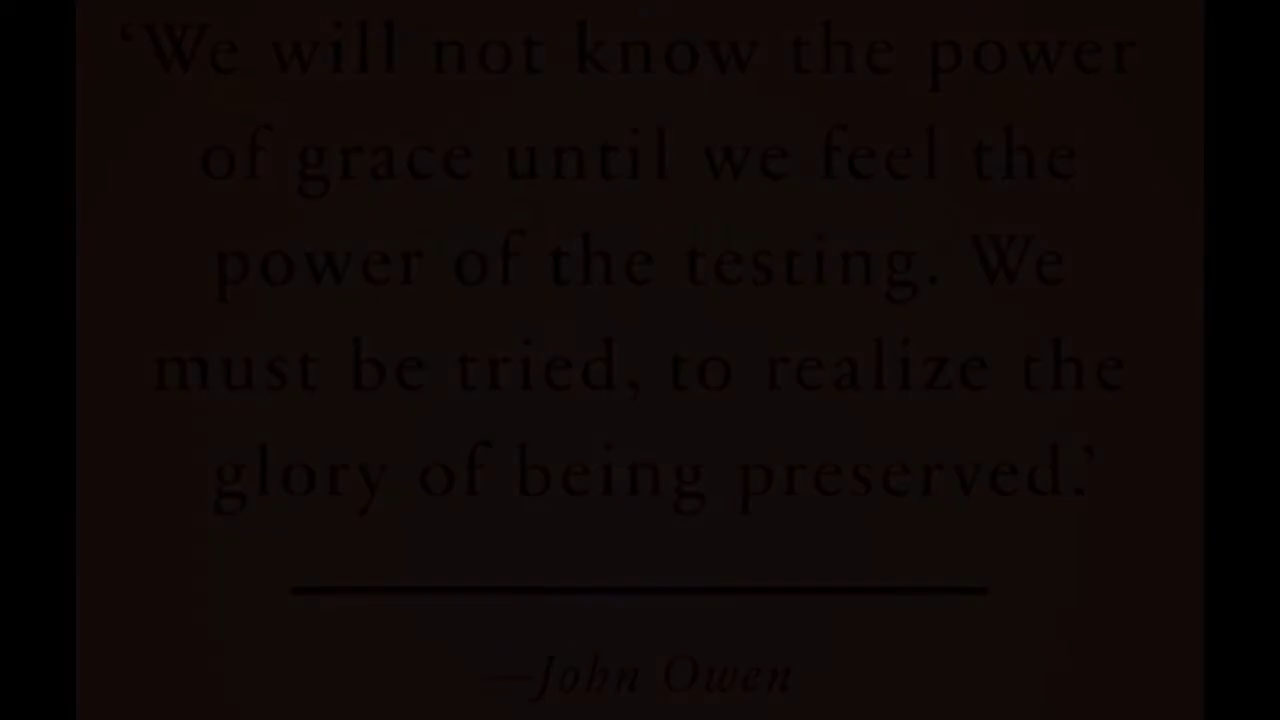 ‘We will not know the power
of grace until we feel the
power of the testing. We
must be tried, to realize the
glory of being preserved.’
—John Owen